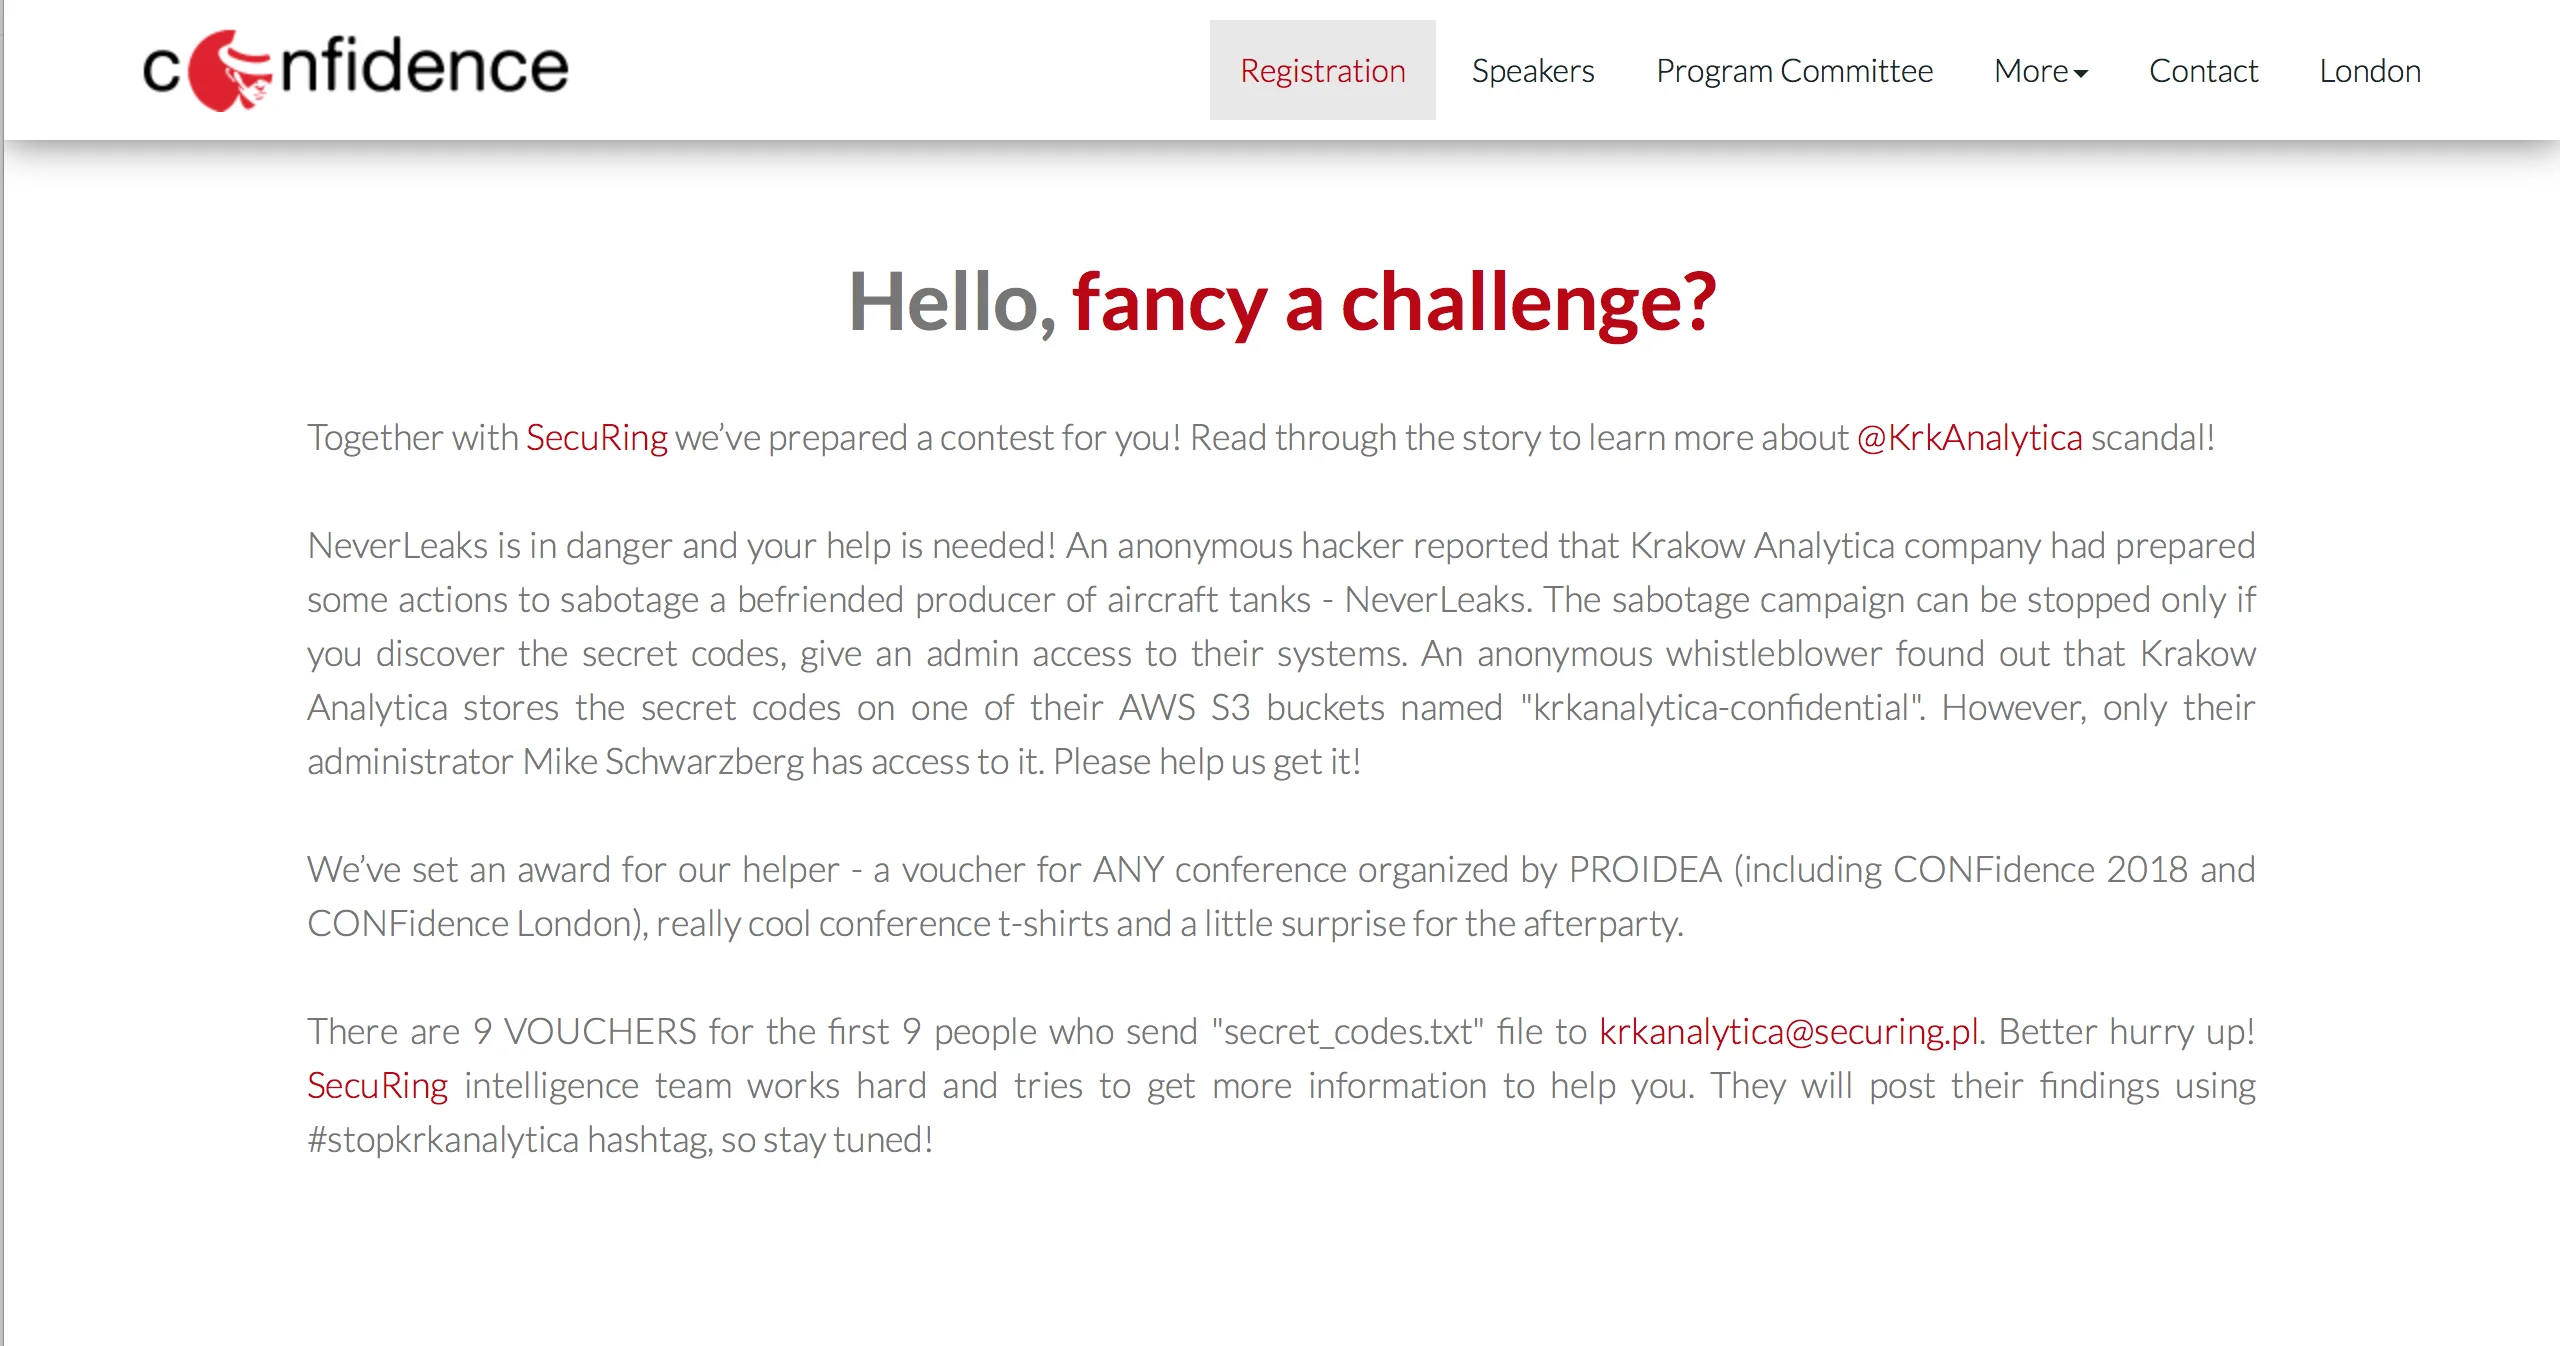 confidence
Registration Speakers Program Committee More Contact London
Hello, fancy a challenge?
Together with SecuRing we’ve prepared a contest for you! Read through the story to learn more about @KrkAnalytica scandal!
NeverLeaks is in danger and your help is needed! An anonymous hacker reported that Krakow Analytica company had prepared
some actions to sabotage a befriended producer of aircraft tanks - NeverLeaks. The sabotage campaign can be stopped only if
you discover the secret codes, give an admin access to their systems. An anonymous whistleblower found out that Krakow
Analytica stores the secret codes on one of their AWS S3 buckets named "krkanalytica-confidential". However, only their
administrator Mike Schwarzberg has access to it. Please help us get it!
We’ve set an award for our helper - a voucher for ANY conference organized by PROIDEA (including CONFidence 2018 and
CONFidence London), really cool conference t-shirts and a little surprise for the afterparty.
There are 9 VOUCHERS for the first 9 people who send "secret_codes.txt" file to krkanalytica@securing.pl. Better hurry up!
SecuRing intelligence team works hard and tries to get more information to help you. They will post their findings using
#stopkrkanalytica hashtag, so stay tuned!